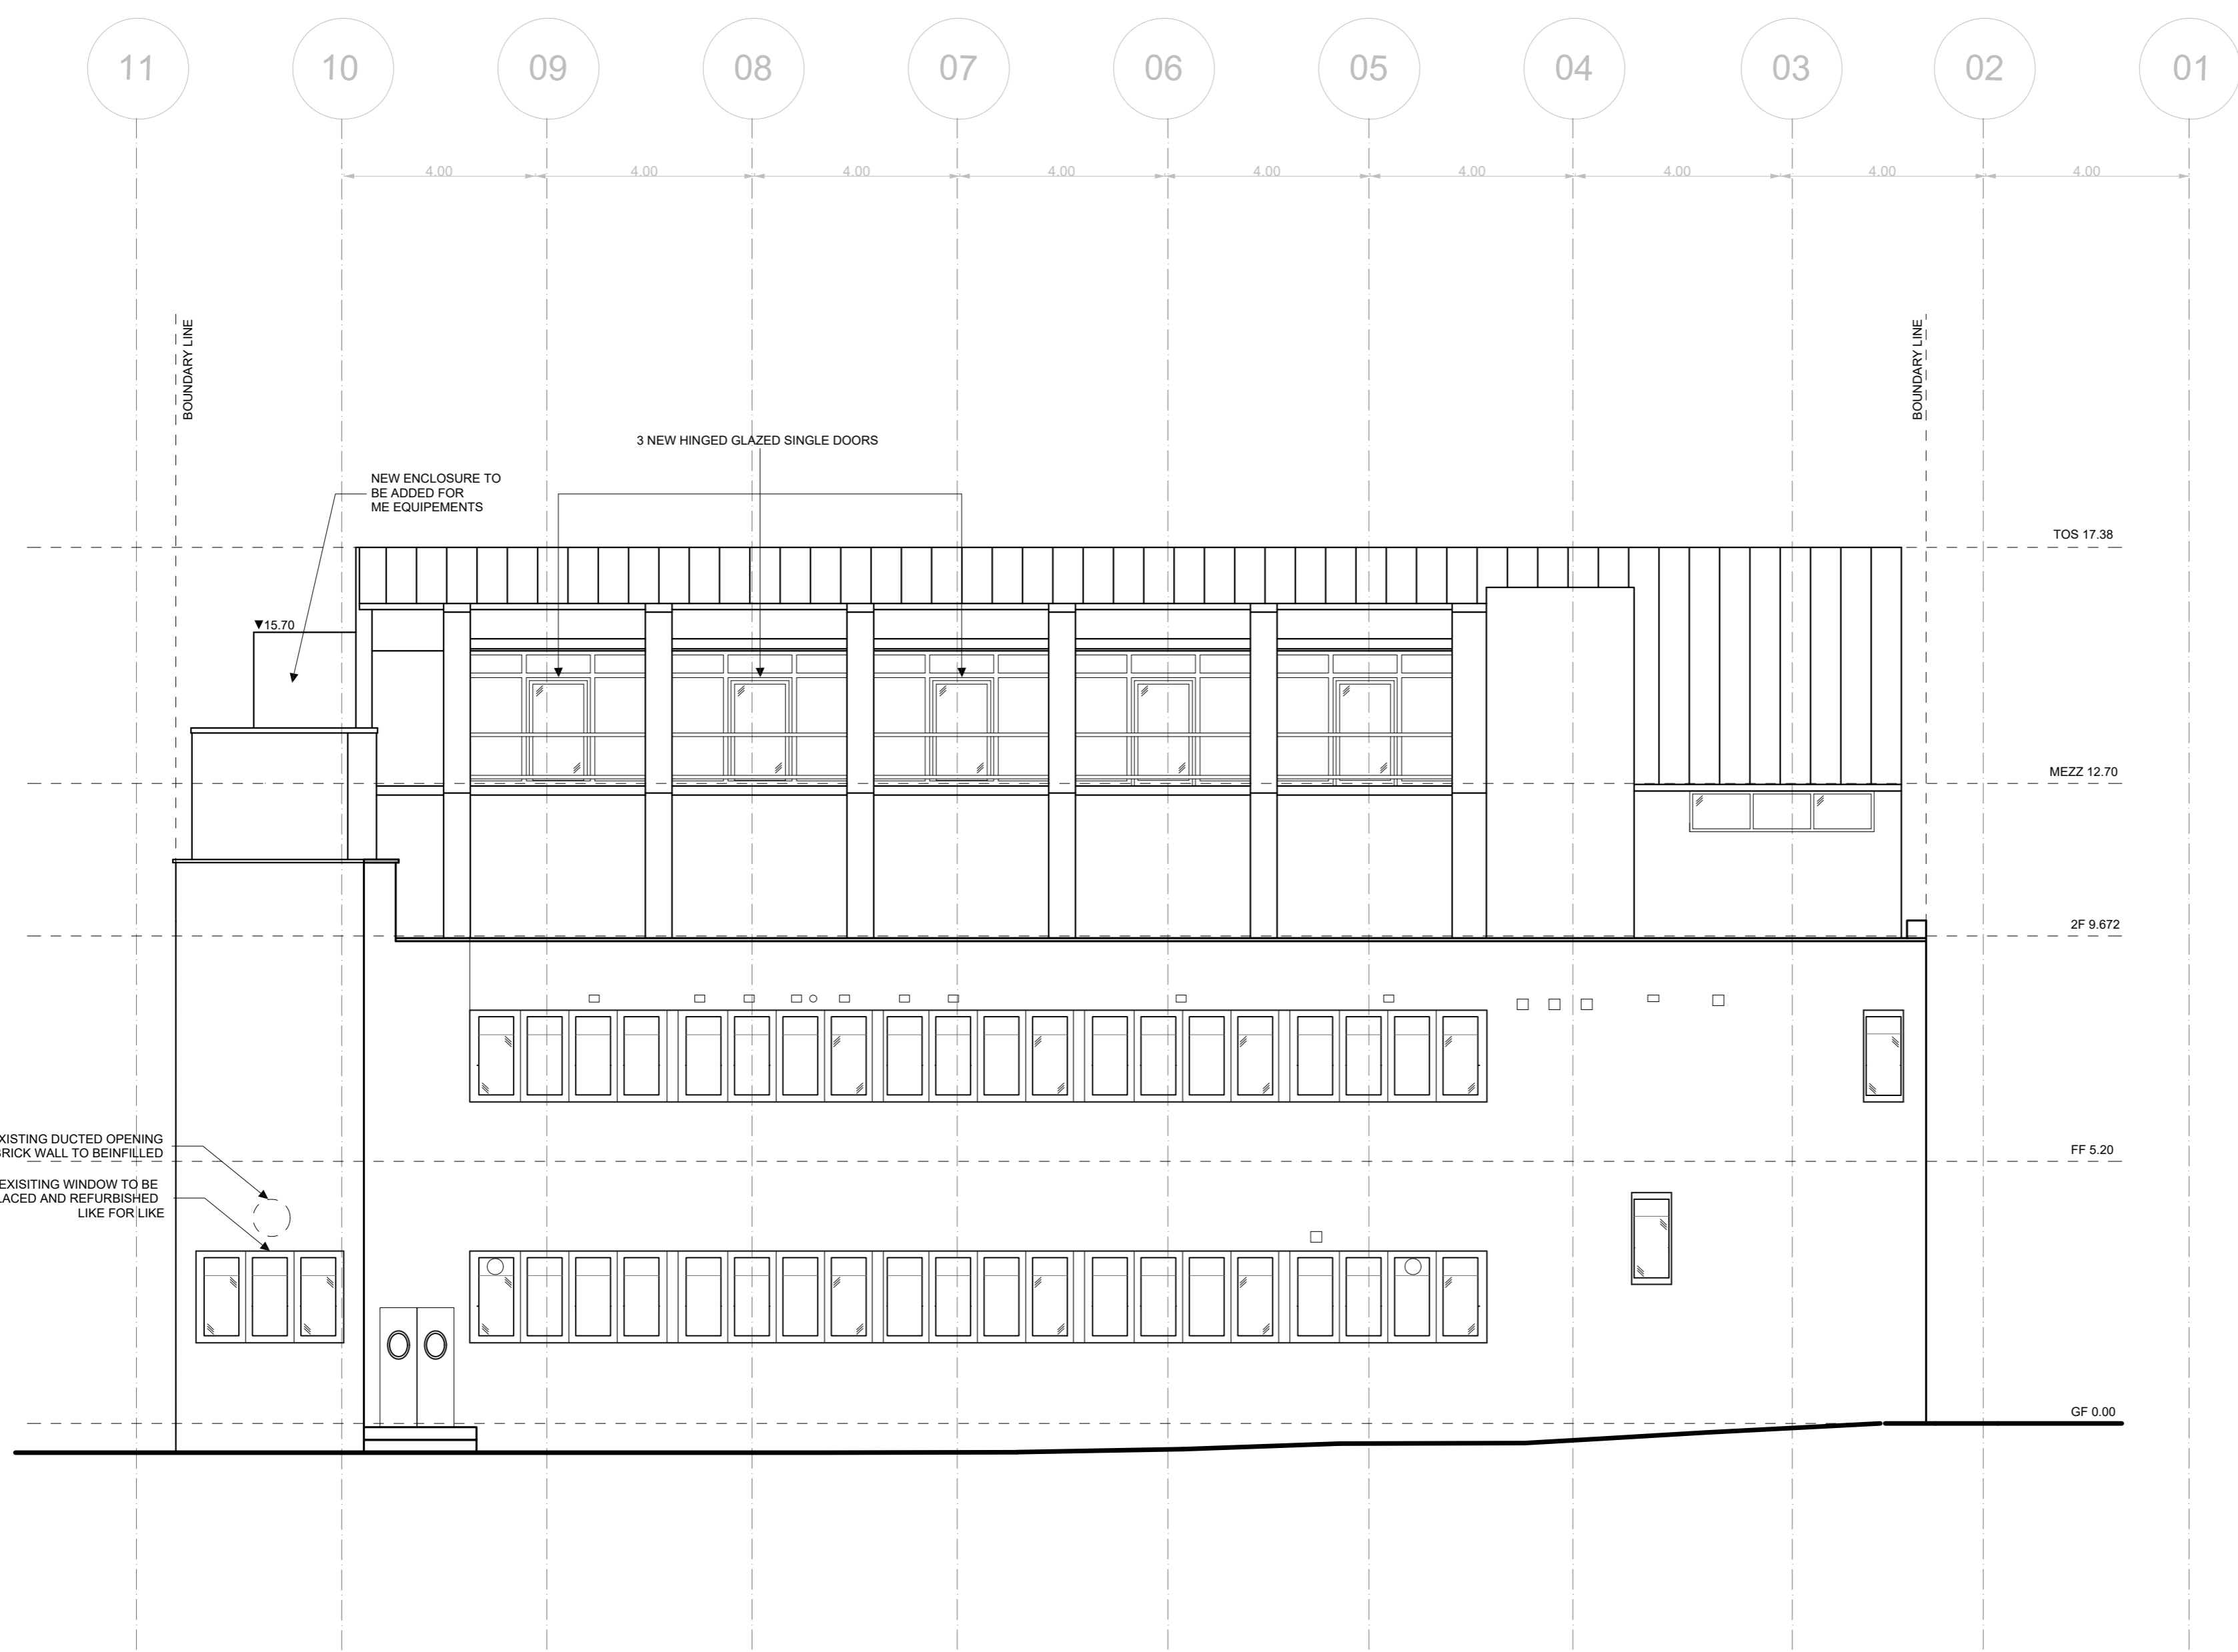 11 10 09 08 07 06 05 04 03 02 01
4.00 4.00 4.00 4.00 4.00 4.00 4.00 4.00 4.00
BOUNDARY LINE
BOUNDARY LINE
3 NEW HINGED GLAZED SINGLE DOORS
NEW ENCLOSURE TO
BE ADDED FOR
ME EQUIPEMENTS
TOS 17.38
15.70
MEZZ 12.70
2F 9.672
XISTING DUCTED OPENING
BRICK WALL TO BEINFILLED
FF 5.20
EXISITING WINDOW TO BE
LACED AND REFURBISHED
LIKE FOR LIKE
GF 0.00